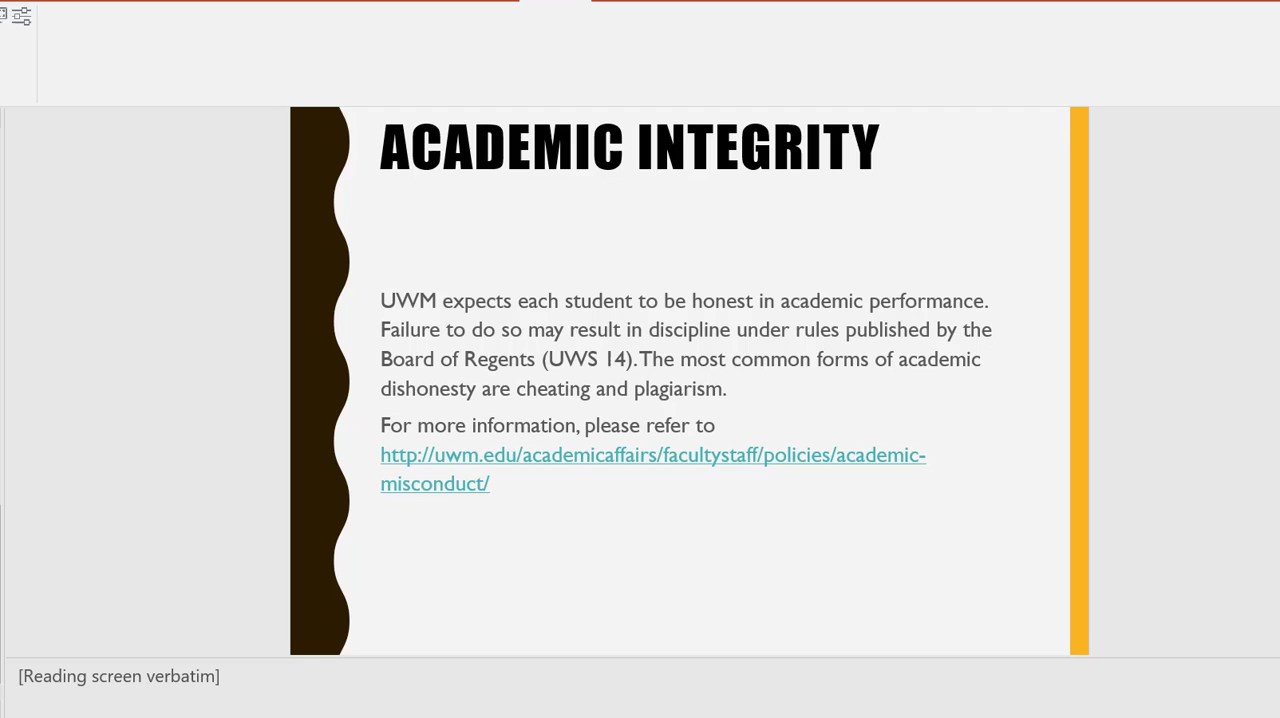 ACADEMIC INTEGRITY
UWM expects each student to be honest in academic performance.
Failure to do so may result in discipline under rules published by the
Board of Regents (UWS 14). The most common forms of academic
dishonesty are cheating and plagiarism.
For more information, please refer to
http://uwm.edu/academicaffairs/facultystaff/policies/academic-
misconduct/
[Reading screen verbatim]